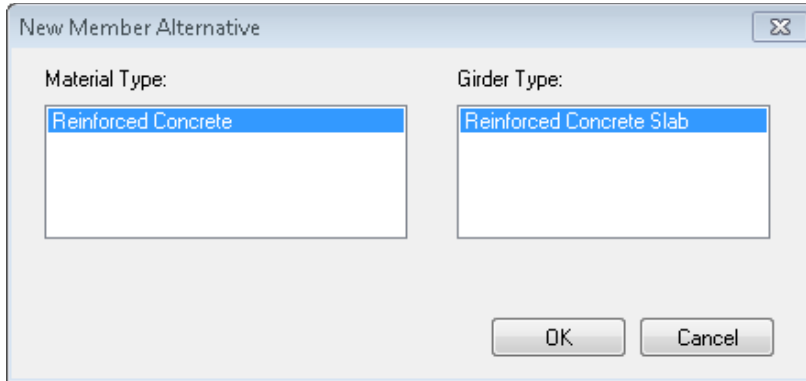 New Member Alternative
Material Type:
Girder Type:
Reinforced Concrete
Reinforced Concrete Slab
OK
Cancel